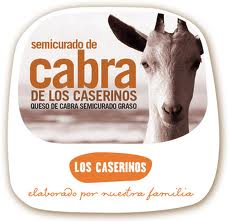 semicurado de
cabra
DE LOS CASERINOS
QUESO DE CABRA SEMICURADO GRASO
LOS CASERINOS
elaborado por nuestra familia